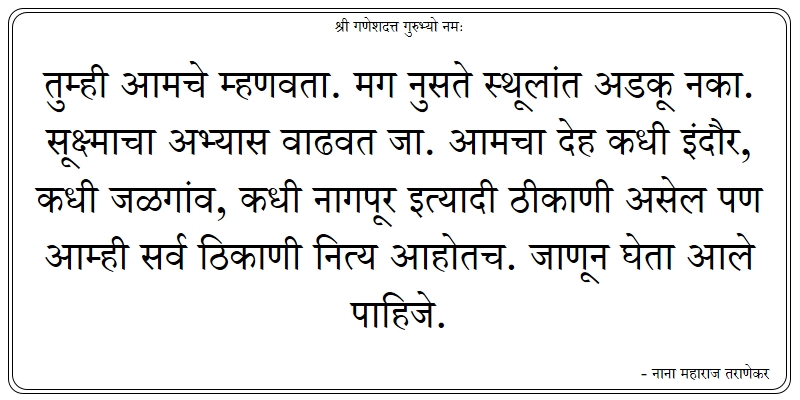 श्री गणेशदत्त गुरुभ्यो नमः
तुम्ही आमचे म्हणवता. मग नुसते स्थूलांत अडकू नका.
सूक्ष्माचा अभ्यास वाढवत जा. आमचा देह कधी इंदौर,
कधी जळगांव, कधी नागपूर इत्यादी ठीकाणी असेल पण
आम्ही सर्व ठिकाणी नित्य आहोतच. जाणून घेता आले
पाहिजे.
- नाना महाराज तराणेकर